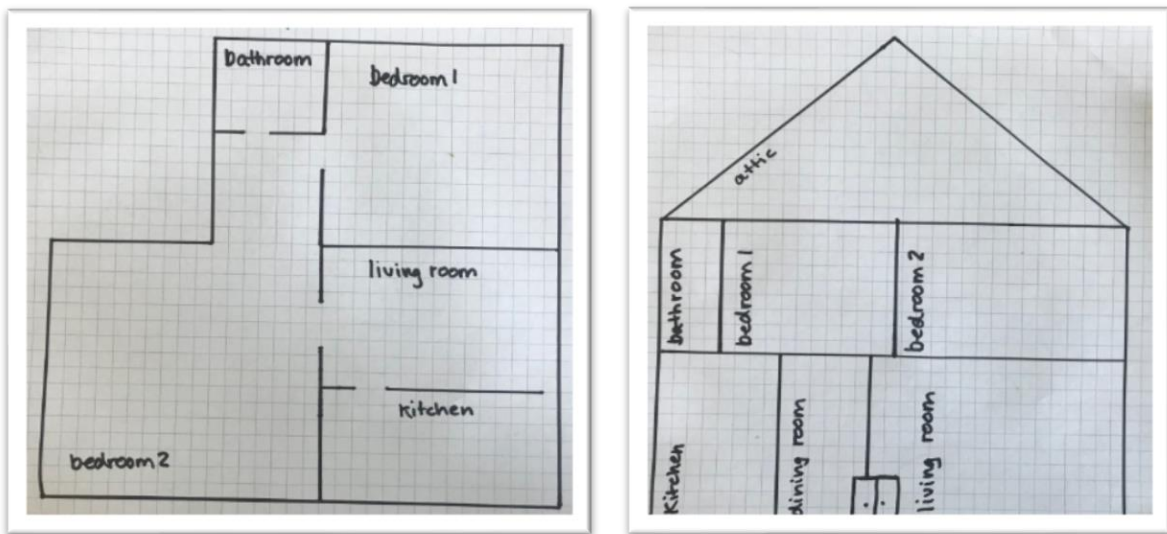 bathroom
bedroom 1
living room
kitchen
bedroom 2
attic
bathroom
bedroom 1
bedroom 2
kitchen
dining room
living room